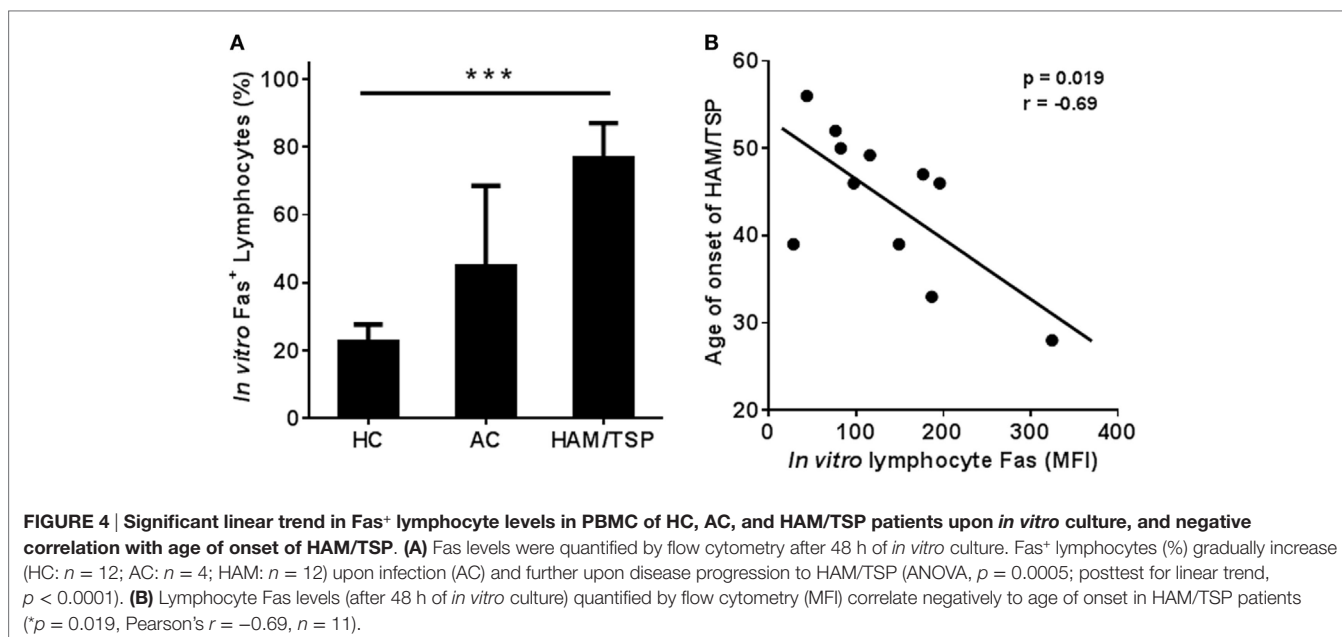 A
In vitro Fas+ Lymphocytes (%)
100
80
60
40
20
0
***
HC AC HAM/TSP
B
Age of onset of HAM/TSP
60
50
40
30
20
p = 0.019
r = -0.69
0 100 200 300 400
In vitro lymphocyte Fas (MFI)
FIGURE 4 | Significant linear trend in Fas+ lymphocyte levels in PBMC of HC, AC, and HAM/TSP patients upon in vitro culture, and negative
correlation with age of onset of HAM/TSP. (A) Fas levels were quantified by flow cytometry after 48 h of in vitro culture. Fas+ lymphocytes (%) gradually increase
(HC: n = 12; AC: n = 4; HAM: n = 12) upon infection (AC) and further upon disease progression to HAM/TSP (ANOVA, p = 0.0005; posttest for linear trend,
p < 0.0001). (B) Lymphocyte Fas levels (after 48 h of in vitro culture) quantified by flow cytometry (MFI) correlate negatively to age of onset in HAM/TSP patients
(*p = 0.019, Pearson's r = −0.69, n = 11).